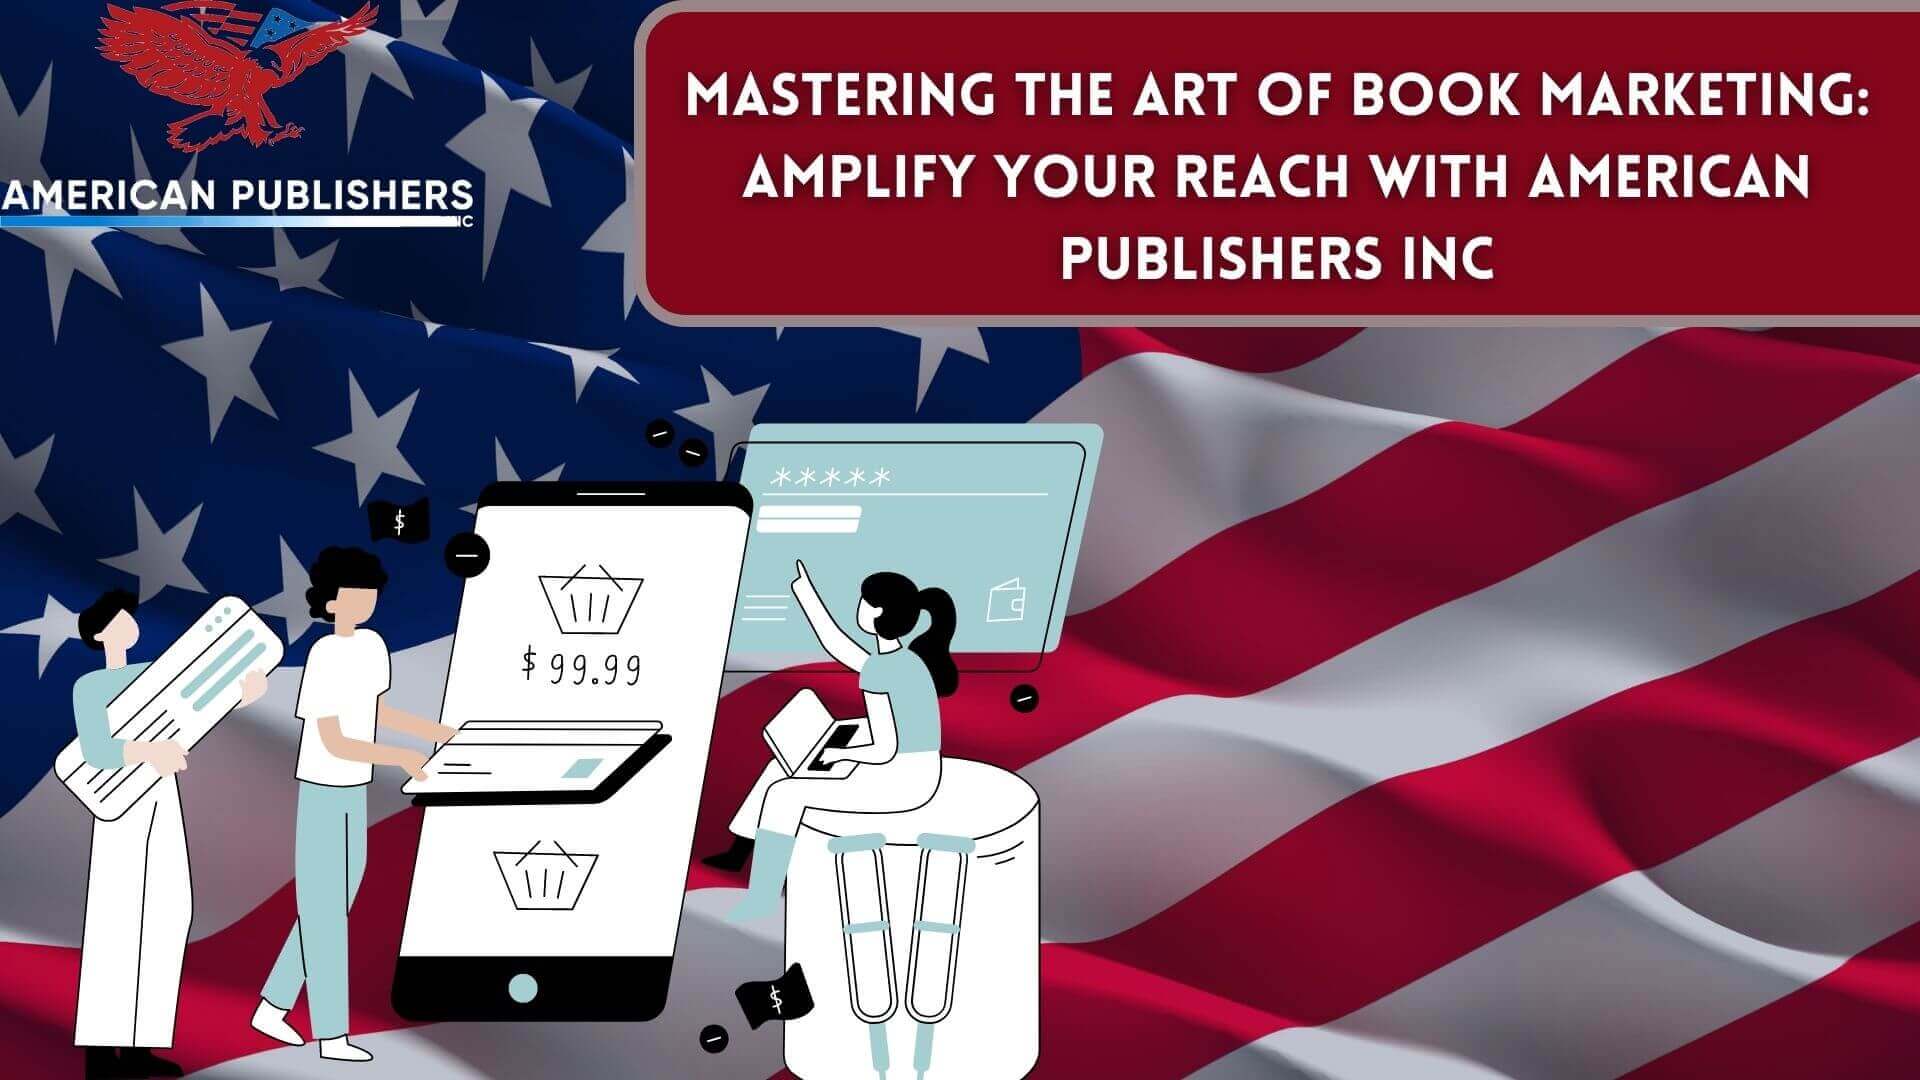 AMERICAN PUBLISHERS
INC
MASTERING THE ART OF BOOK MARKETING:
AMPLIFY YOUR REACH WITH AMERICAN
PUBLISHERS INC
*****
$
$99.99
$